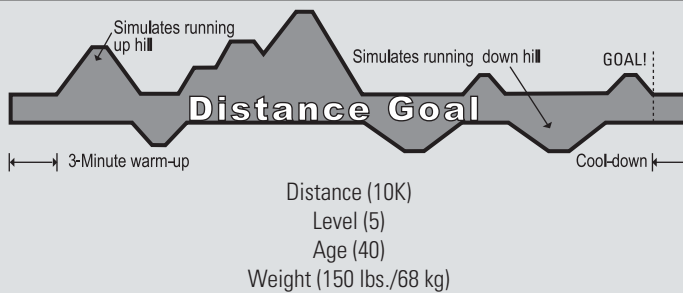 Simulates running
up hill
Simulates running down hill
GOAL!
Distance Goal
3-Minute warm-up
Cool-down
Distance (10K)
Level (5)
Age (40)
Weight (150 lbs./68 kg)